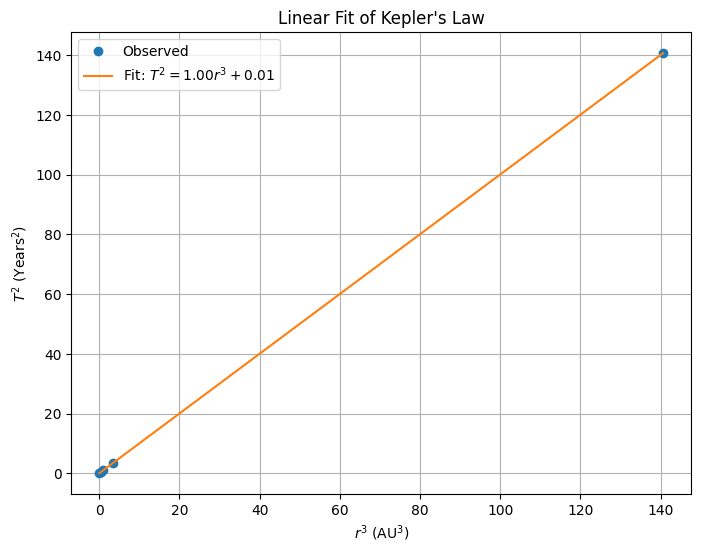 Linear Fit of Kepler's Law
Observed
Fit: T² = 1.00r³ + 0.01
T² (Years²)
140
120
100
80
60
40
20
0
0 20 40 60 80 100 120 140
r³ (AU³)